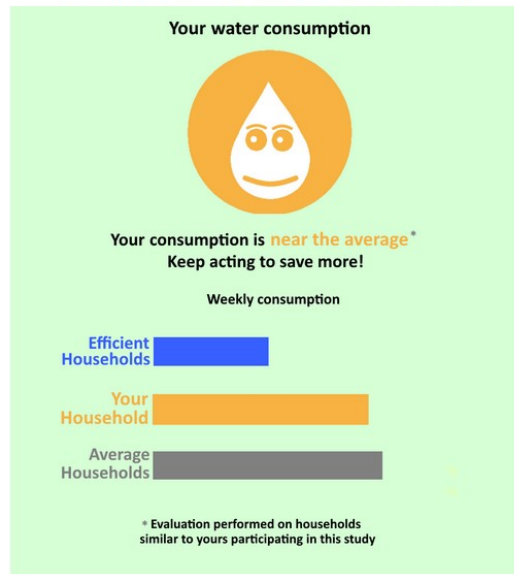 Your water consumption
Your consumption is near the average*
Keep acting to save more!
Weekly consumption
Efficient
Households
Your
Household
Average
Households
* Evaluation performed on households
similar to yours participating in this study